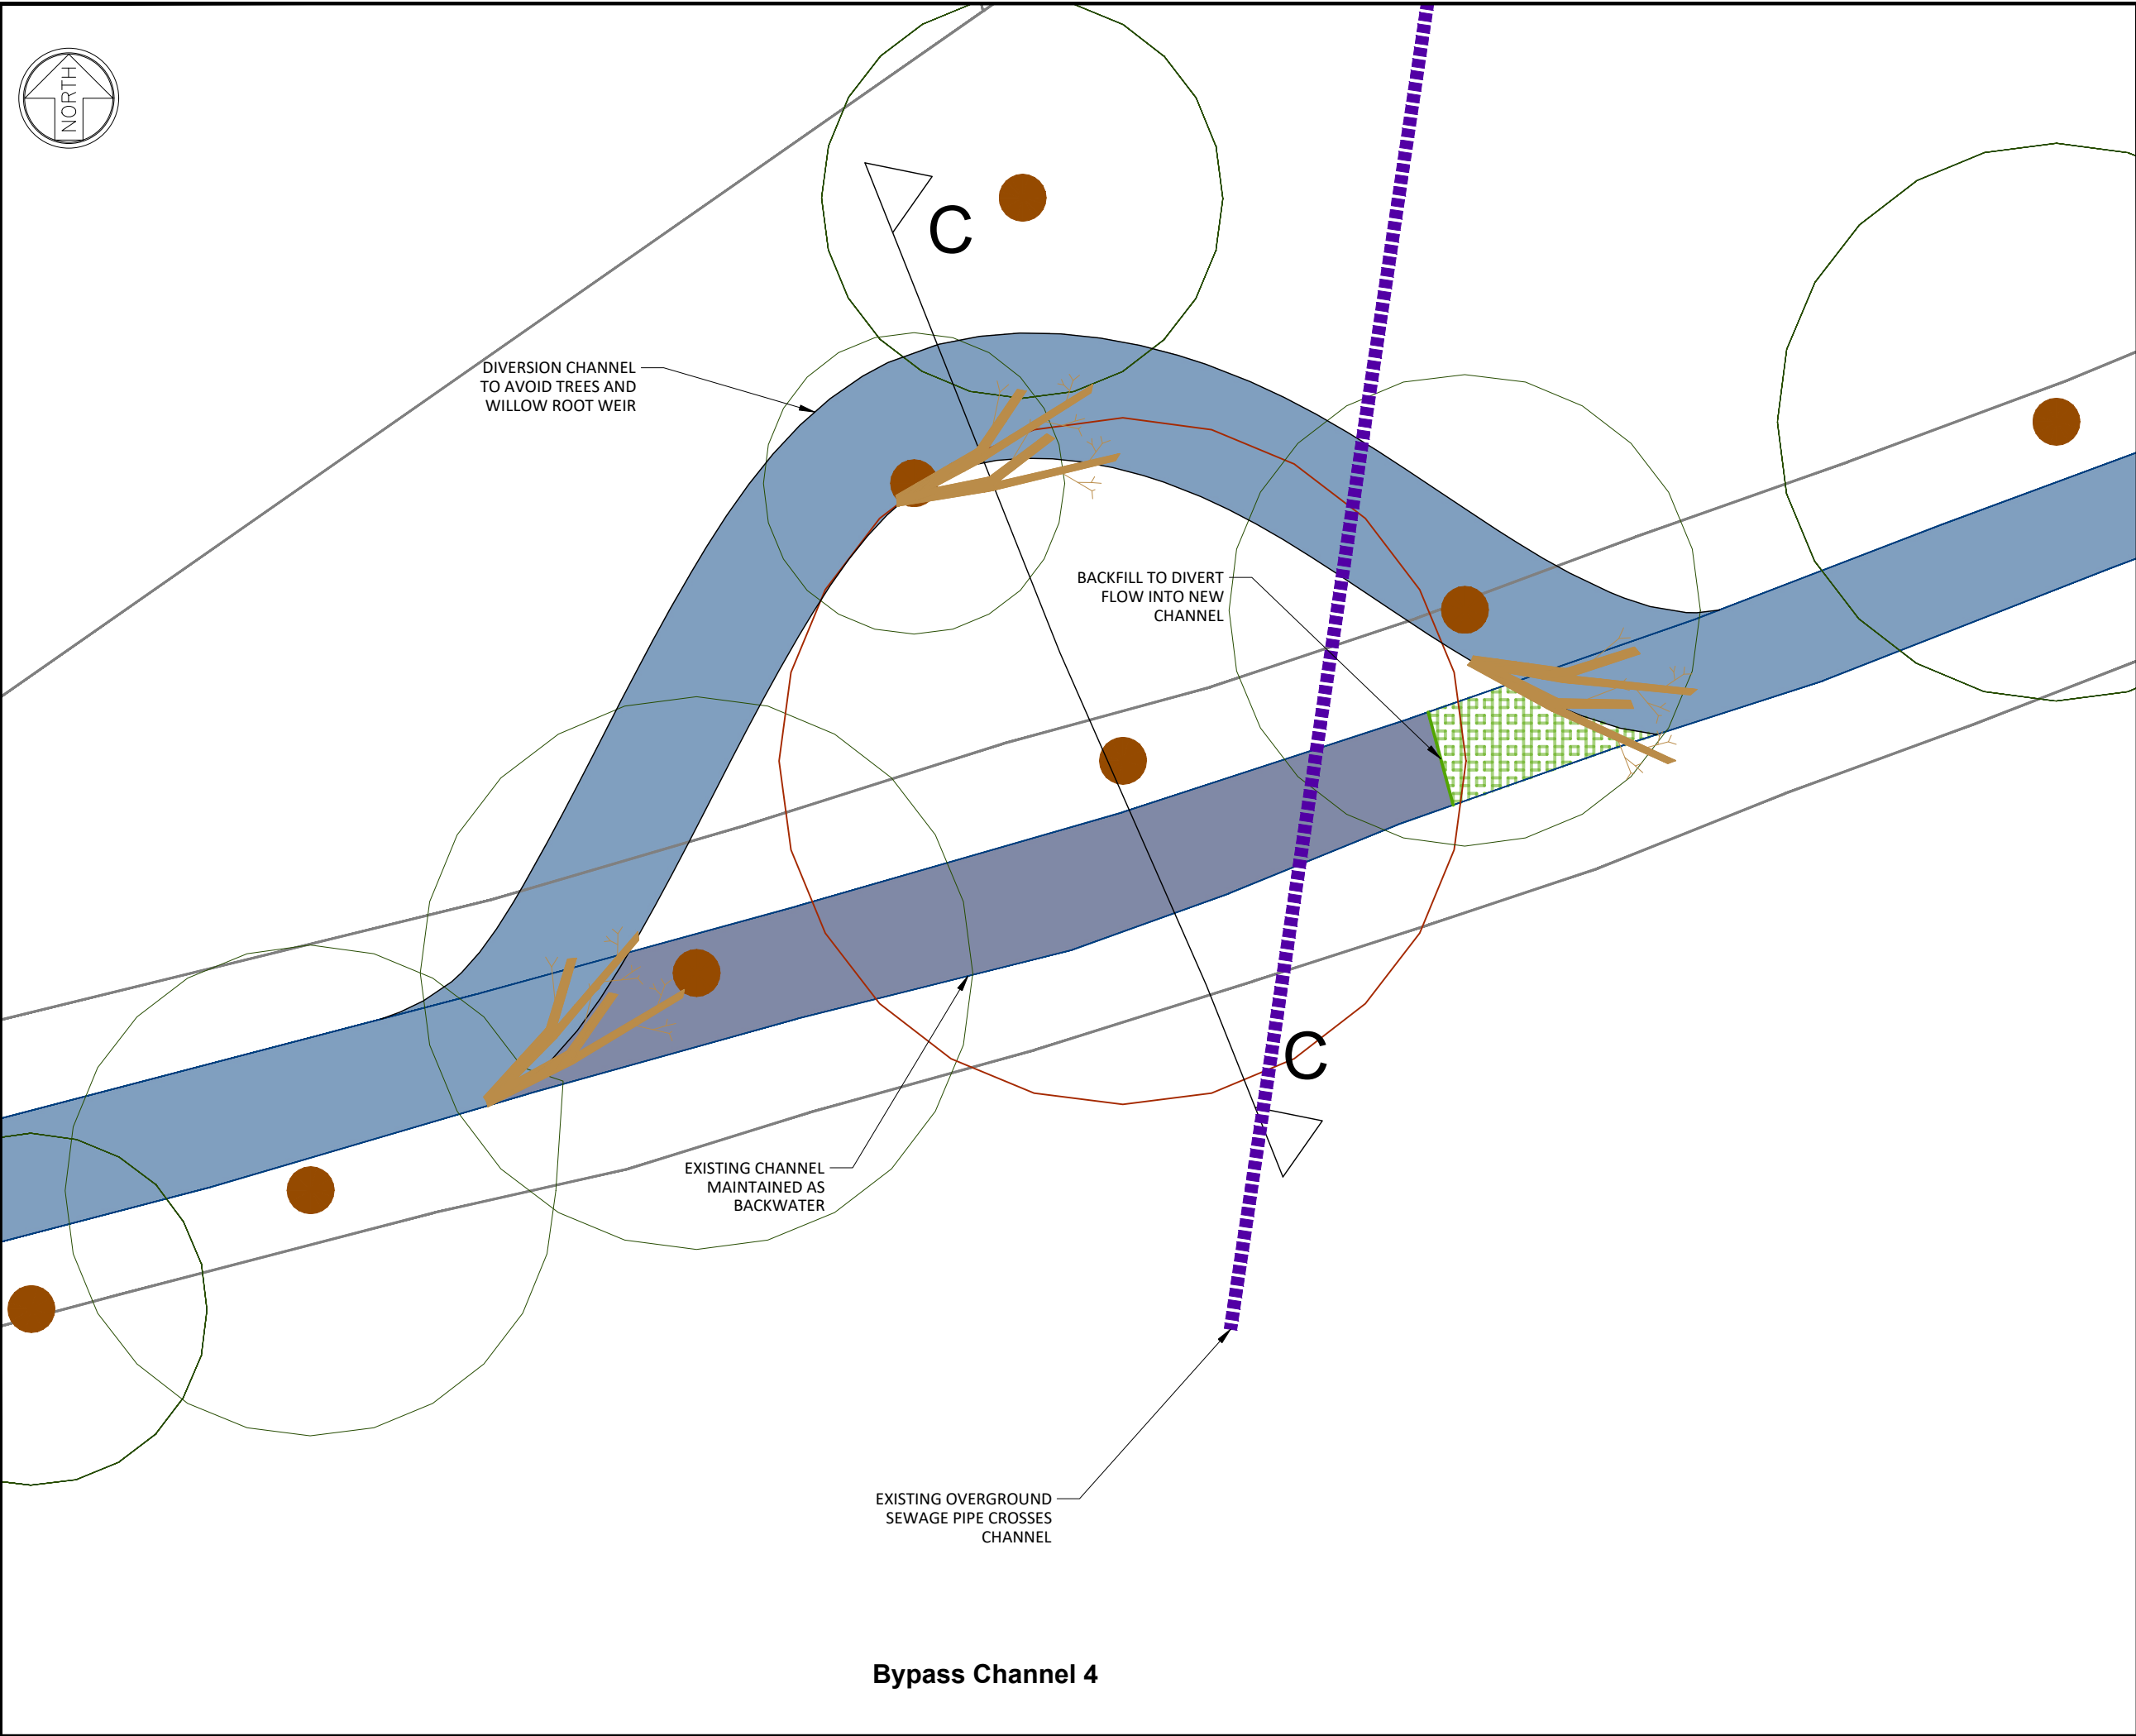 NORTH
C
DIVERSION CHANNEL
TO AVOID TREES AND
WILLOW ROOT WEIR
BACKFILL TO DIVERT
FLOW INTO NEW
CHANNEL
C
EXISTING CHANNEL
MAINTAINED AS
BACKWATER
EXISTING OVERGROUND
SEWAGE PIPE CROSSES
CHANNEL
Bypass Channel 4